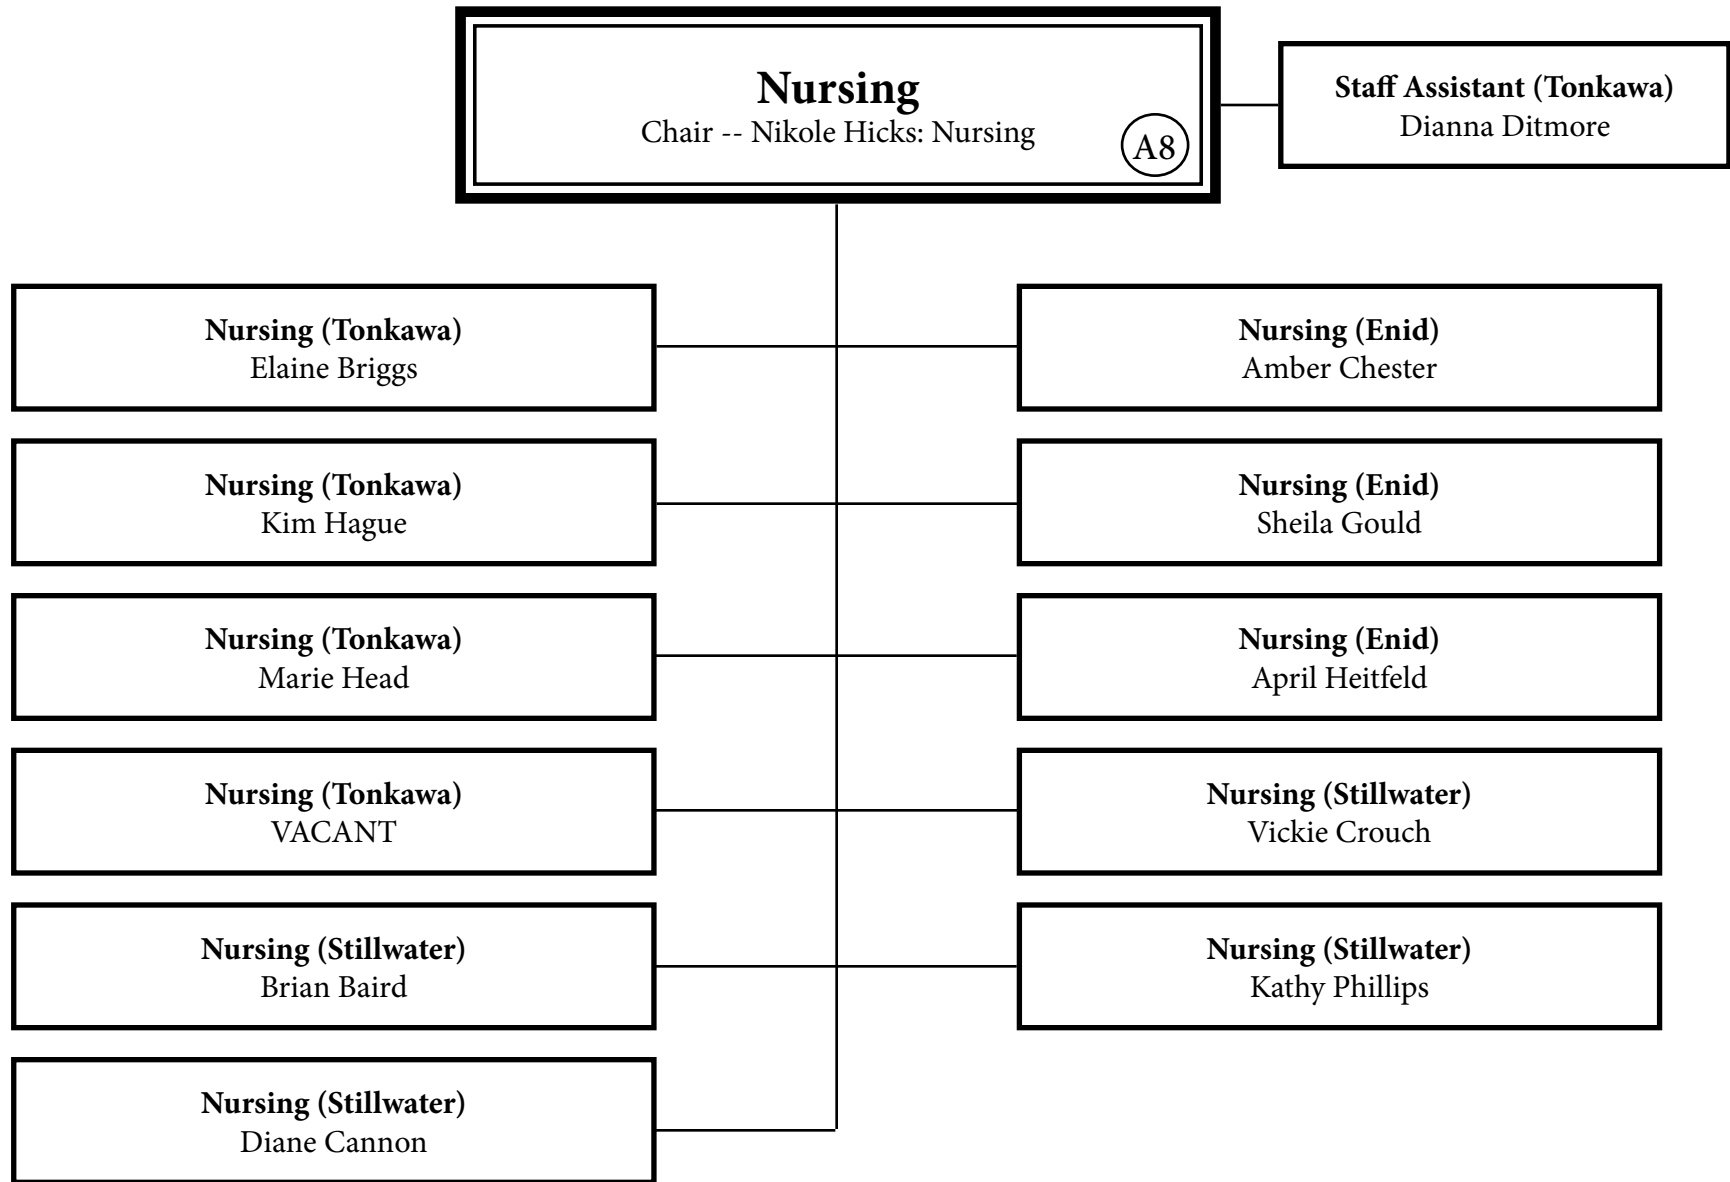 Nursing
Chair -- Nikole Hicks: Nursing
A8
Staff Assistant (Tonkawa)
Dianna Ditmore
Nursing (Tonkawa)
Elaine Briggs
Nursing (Enid)
Amber Chester
Nursing (Tonkawa)
Kim Hague
Nursing (Enid)
Sheila Gould
Nursing (Tonkawa)
Marie Head
Nursing (Enid)
April Heitfeld
Nursing (Tonkawa)
VACANT
Nursing (Stillwater)
Vickie Crouch
Nursing (Stillwater)
Brian Baird
Nursing (Stillwater)
Kathy Phillips
Nursing (Stillwater)
Diane Cannon